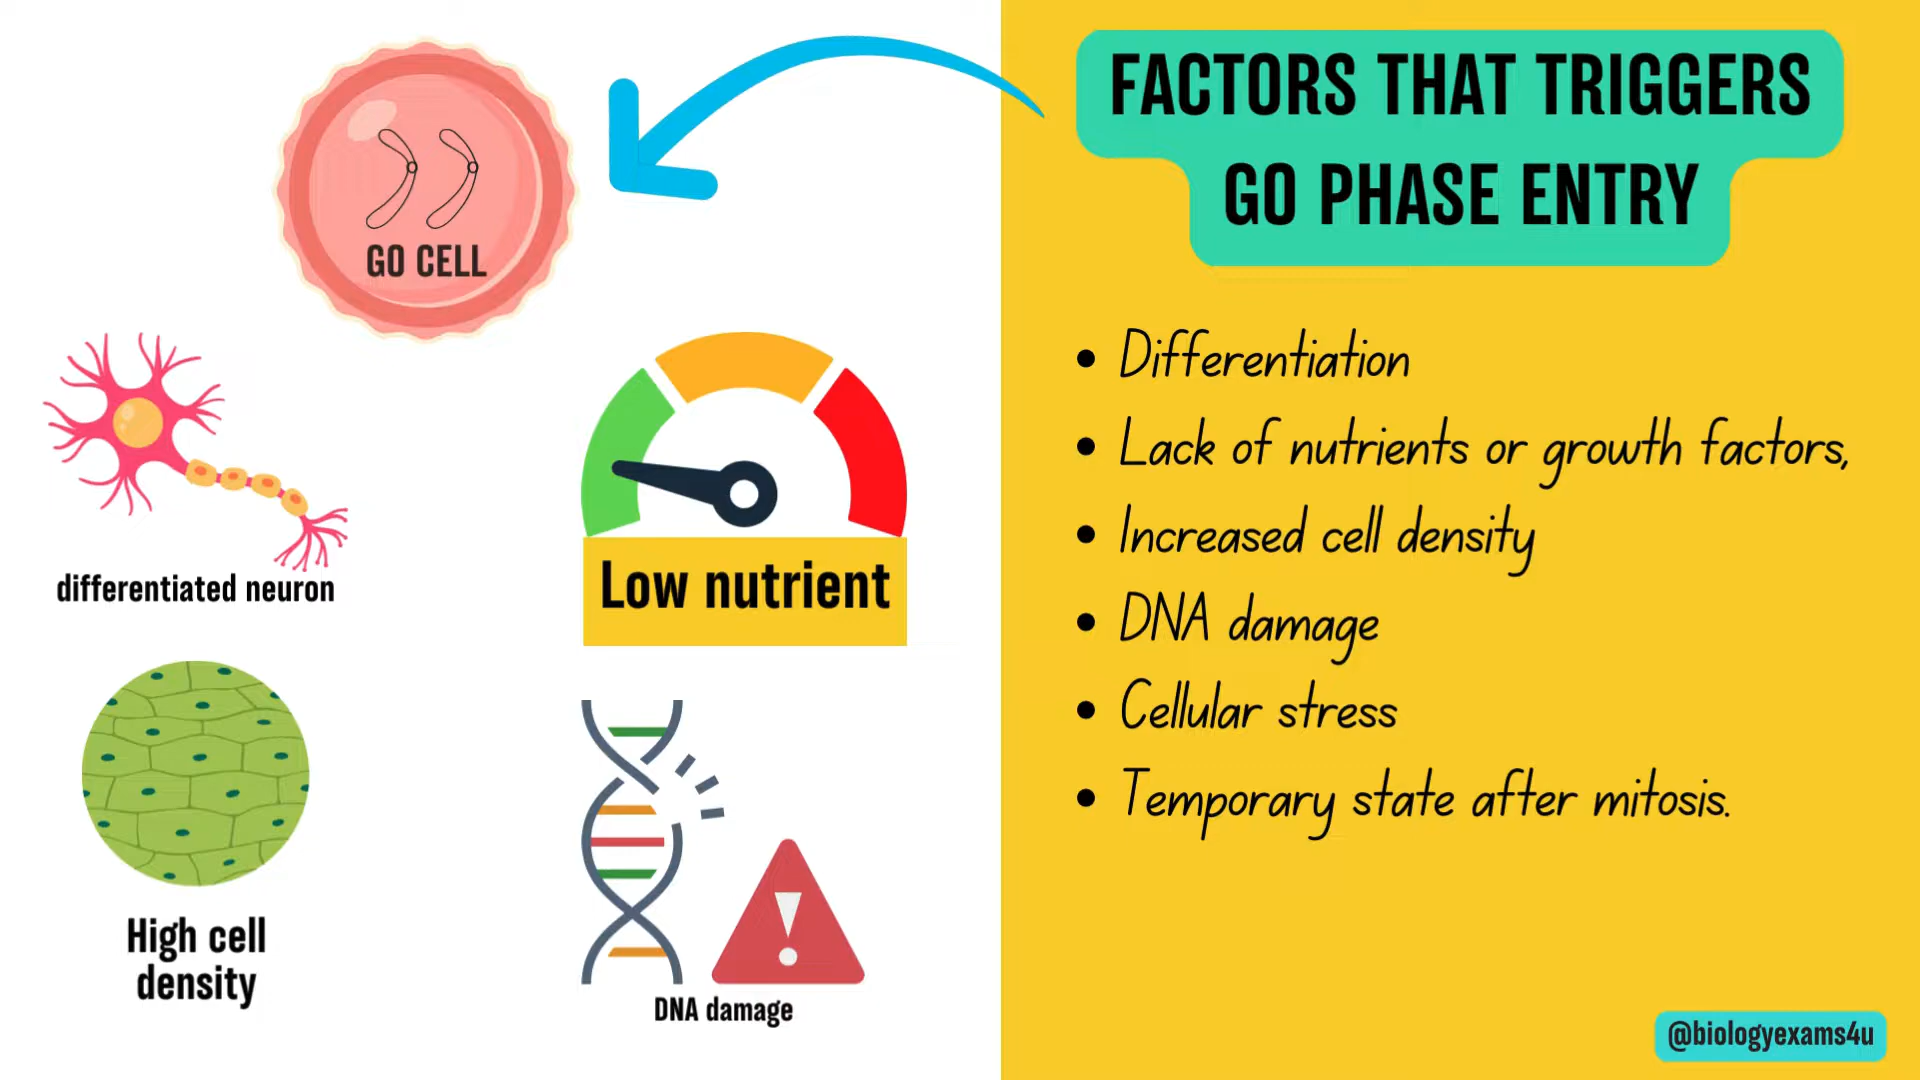 FACTORS THAT TRIGGERS
GO PHASE ENTRY
GO CELL
differentiated neuron
Low nutrient
High cell
density
DNA damage
• Differentiation
• Lack of nutrients or growth factors,
• Increased cell density
• DNA damage
• Cellular stress
• Temporary state after mitosis.
@biologyexams4u